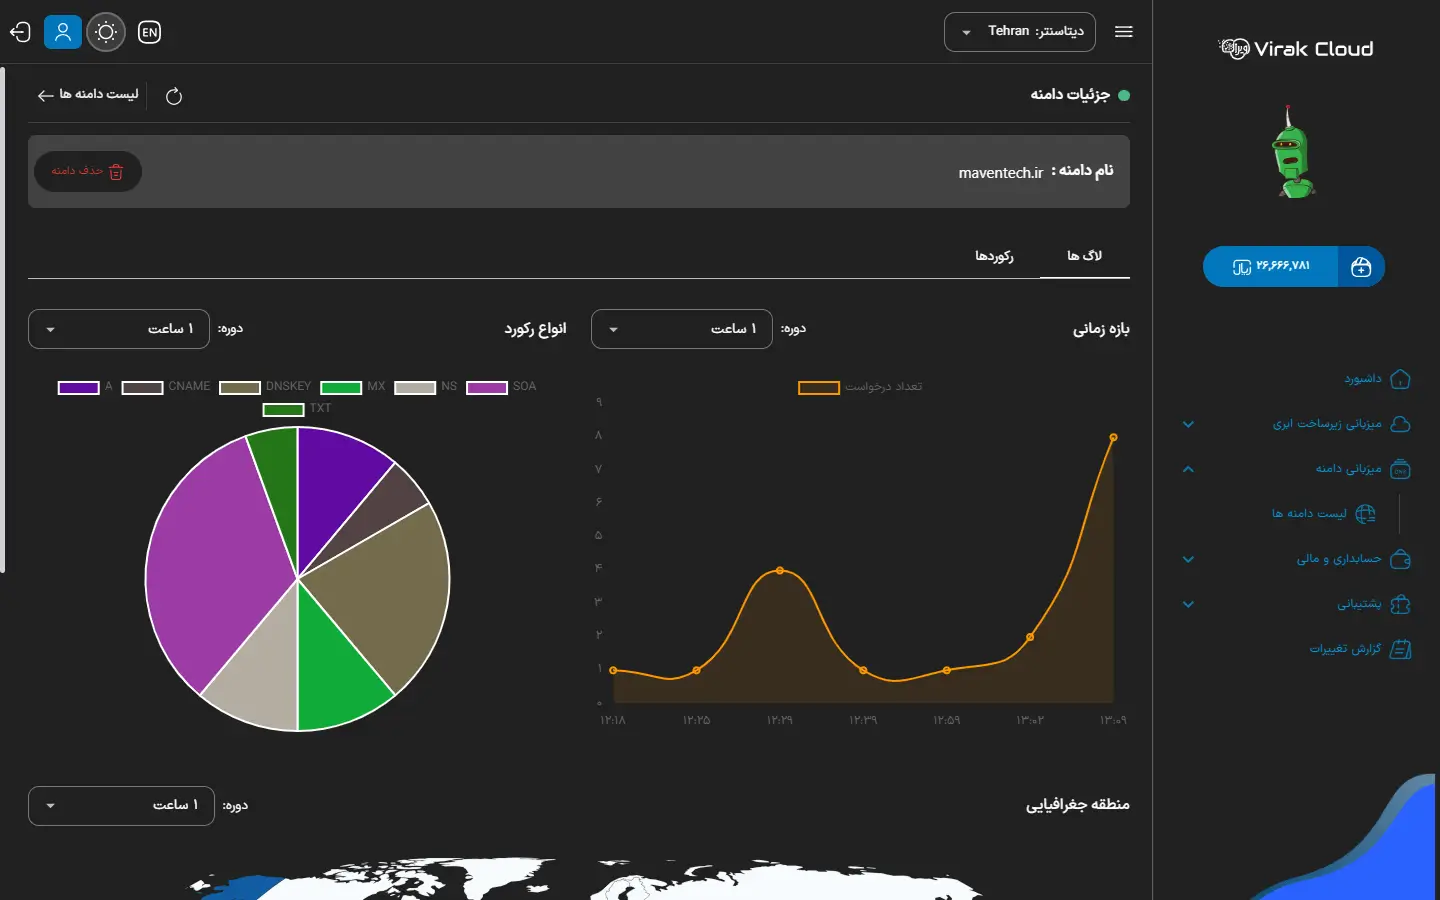 Virak Cloud
۲۶,۶۶۶,۷۸۱
داشبورد
میزبانی زیرساخت ابری
میزبانی دامنه
لیست دامنه ها
حسابداری و مالی
پشتیبانی
گزارش تغییرات
دیتاسنتر: Tehran
EN
جزئیات دامنه
لیست دامنه ها
نام دامنه : maventech.ir
حذف دامنه
لاگ ها
رکوردها
بازه زمانی
دوره:
۱ ساعت
تعداد درخواست
۹
۸
۷
۶
۵
۴
۳
۲
۱
۰
۱۲:۱۸ ۱۲:۲۵ ۱۲:۲۹ ۱۲:۳۹ ۱۲:۵۹ ۱۳:۰۲ ۱۳:۰۹
انواع رکورد
دوره:
۱ ساعت
A CNAME DNSKEY MX NS SOA
TXT
منطقه جغرافیایی
دوره:
۱ ساعت